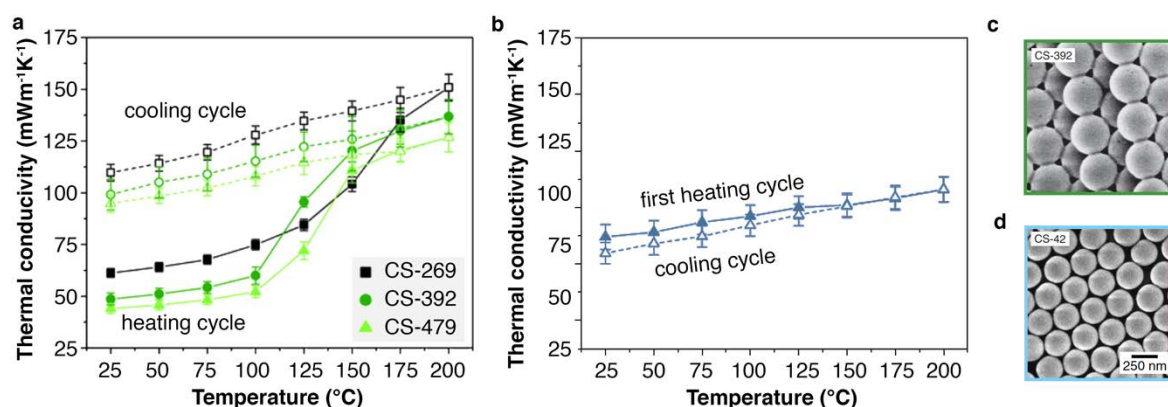 a
Thermal conductivity (mWm⁻¹K⁻¹)
175
150
125
100
75
50
25
cooling cycle
heating cycle
CS-269
CS-392
CS-479
25 50 75 100 125 150 175 200
Temperature (°C)
b
Thermal conductivity (mWm⁻¹K⁻¹)
175
150
125
100
75
50
25
first heating cycle
cooling cycle
25 50 75 100 125 150 175 200
Temperature (°C)
c
CS-392
d
CS-42
250 nm